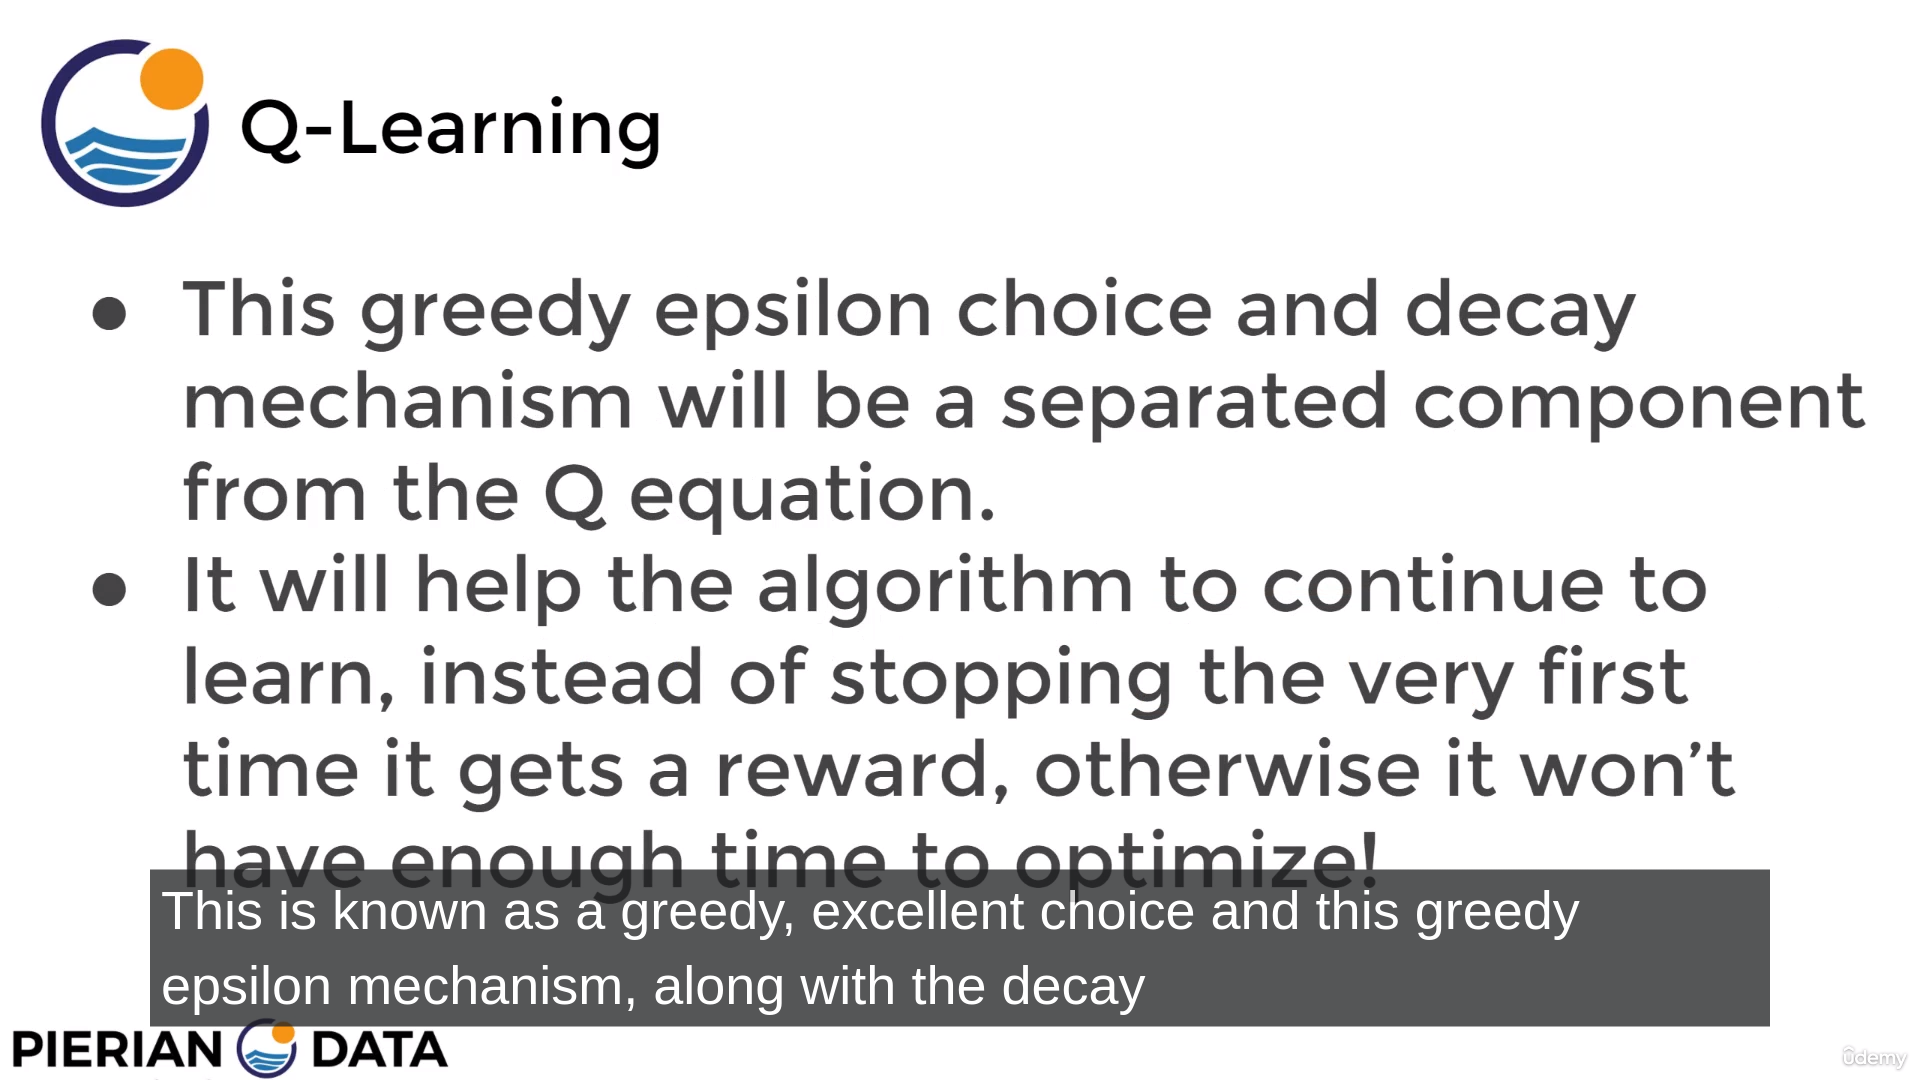 Q-Learning
● This greedy epsilon choice and decay
mechanism will be a separated component
from the Q equation.
● It will help the algorithm to continue to
learn, instead of stopping the very first
time it gets a reward, otherwise it won’t
have enough time to optimize!
This is known as a greedy, excellent choice and this greedy
epsilon mechanism, along with the decay
PIERIAN DATA
ûdemy